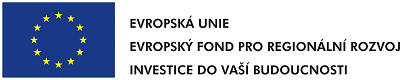 EVROPSKÁ UNIE
EVROPSKÝ FOND PRO REGIONÁLNÍ ROZVOJ
INVESTICE DO VAŠÍ BUDOUCNOSTI